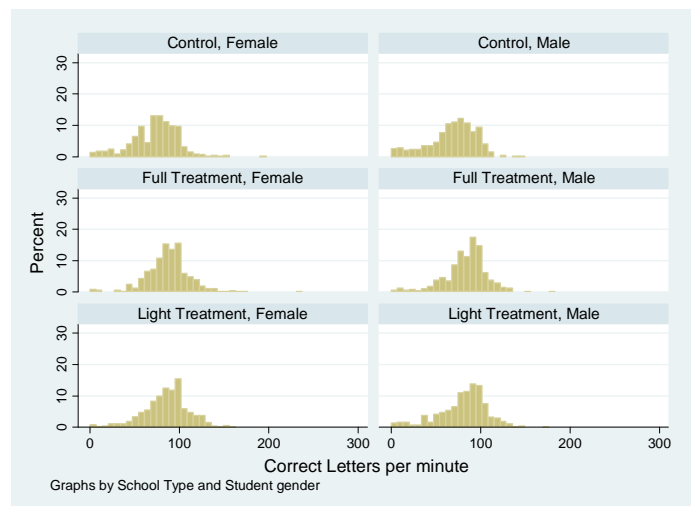 Control, Female
Control, Male
30
20
10
0
Full Treatment, Female
Full Treatment, Male
30
20
10
0
Light Treatment, Female
Light Treatment, Male
30
20
10
0
Percent
0 100 200 300
0 100 200 300
Correct Letters per minute
Graphs by School Type and Student gender